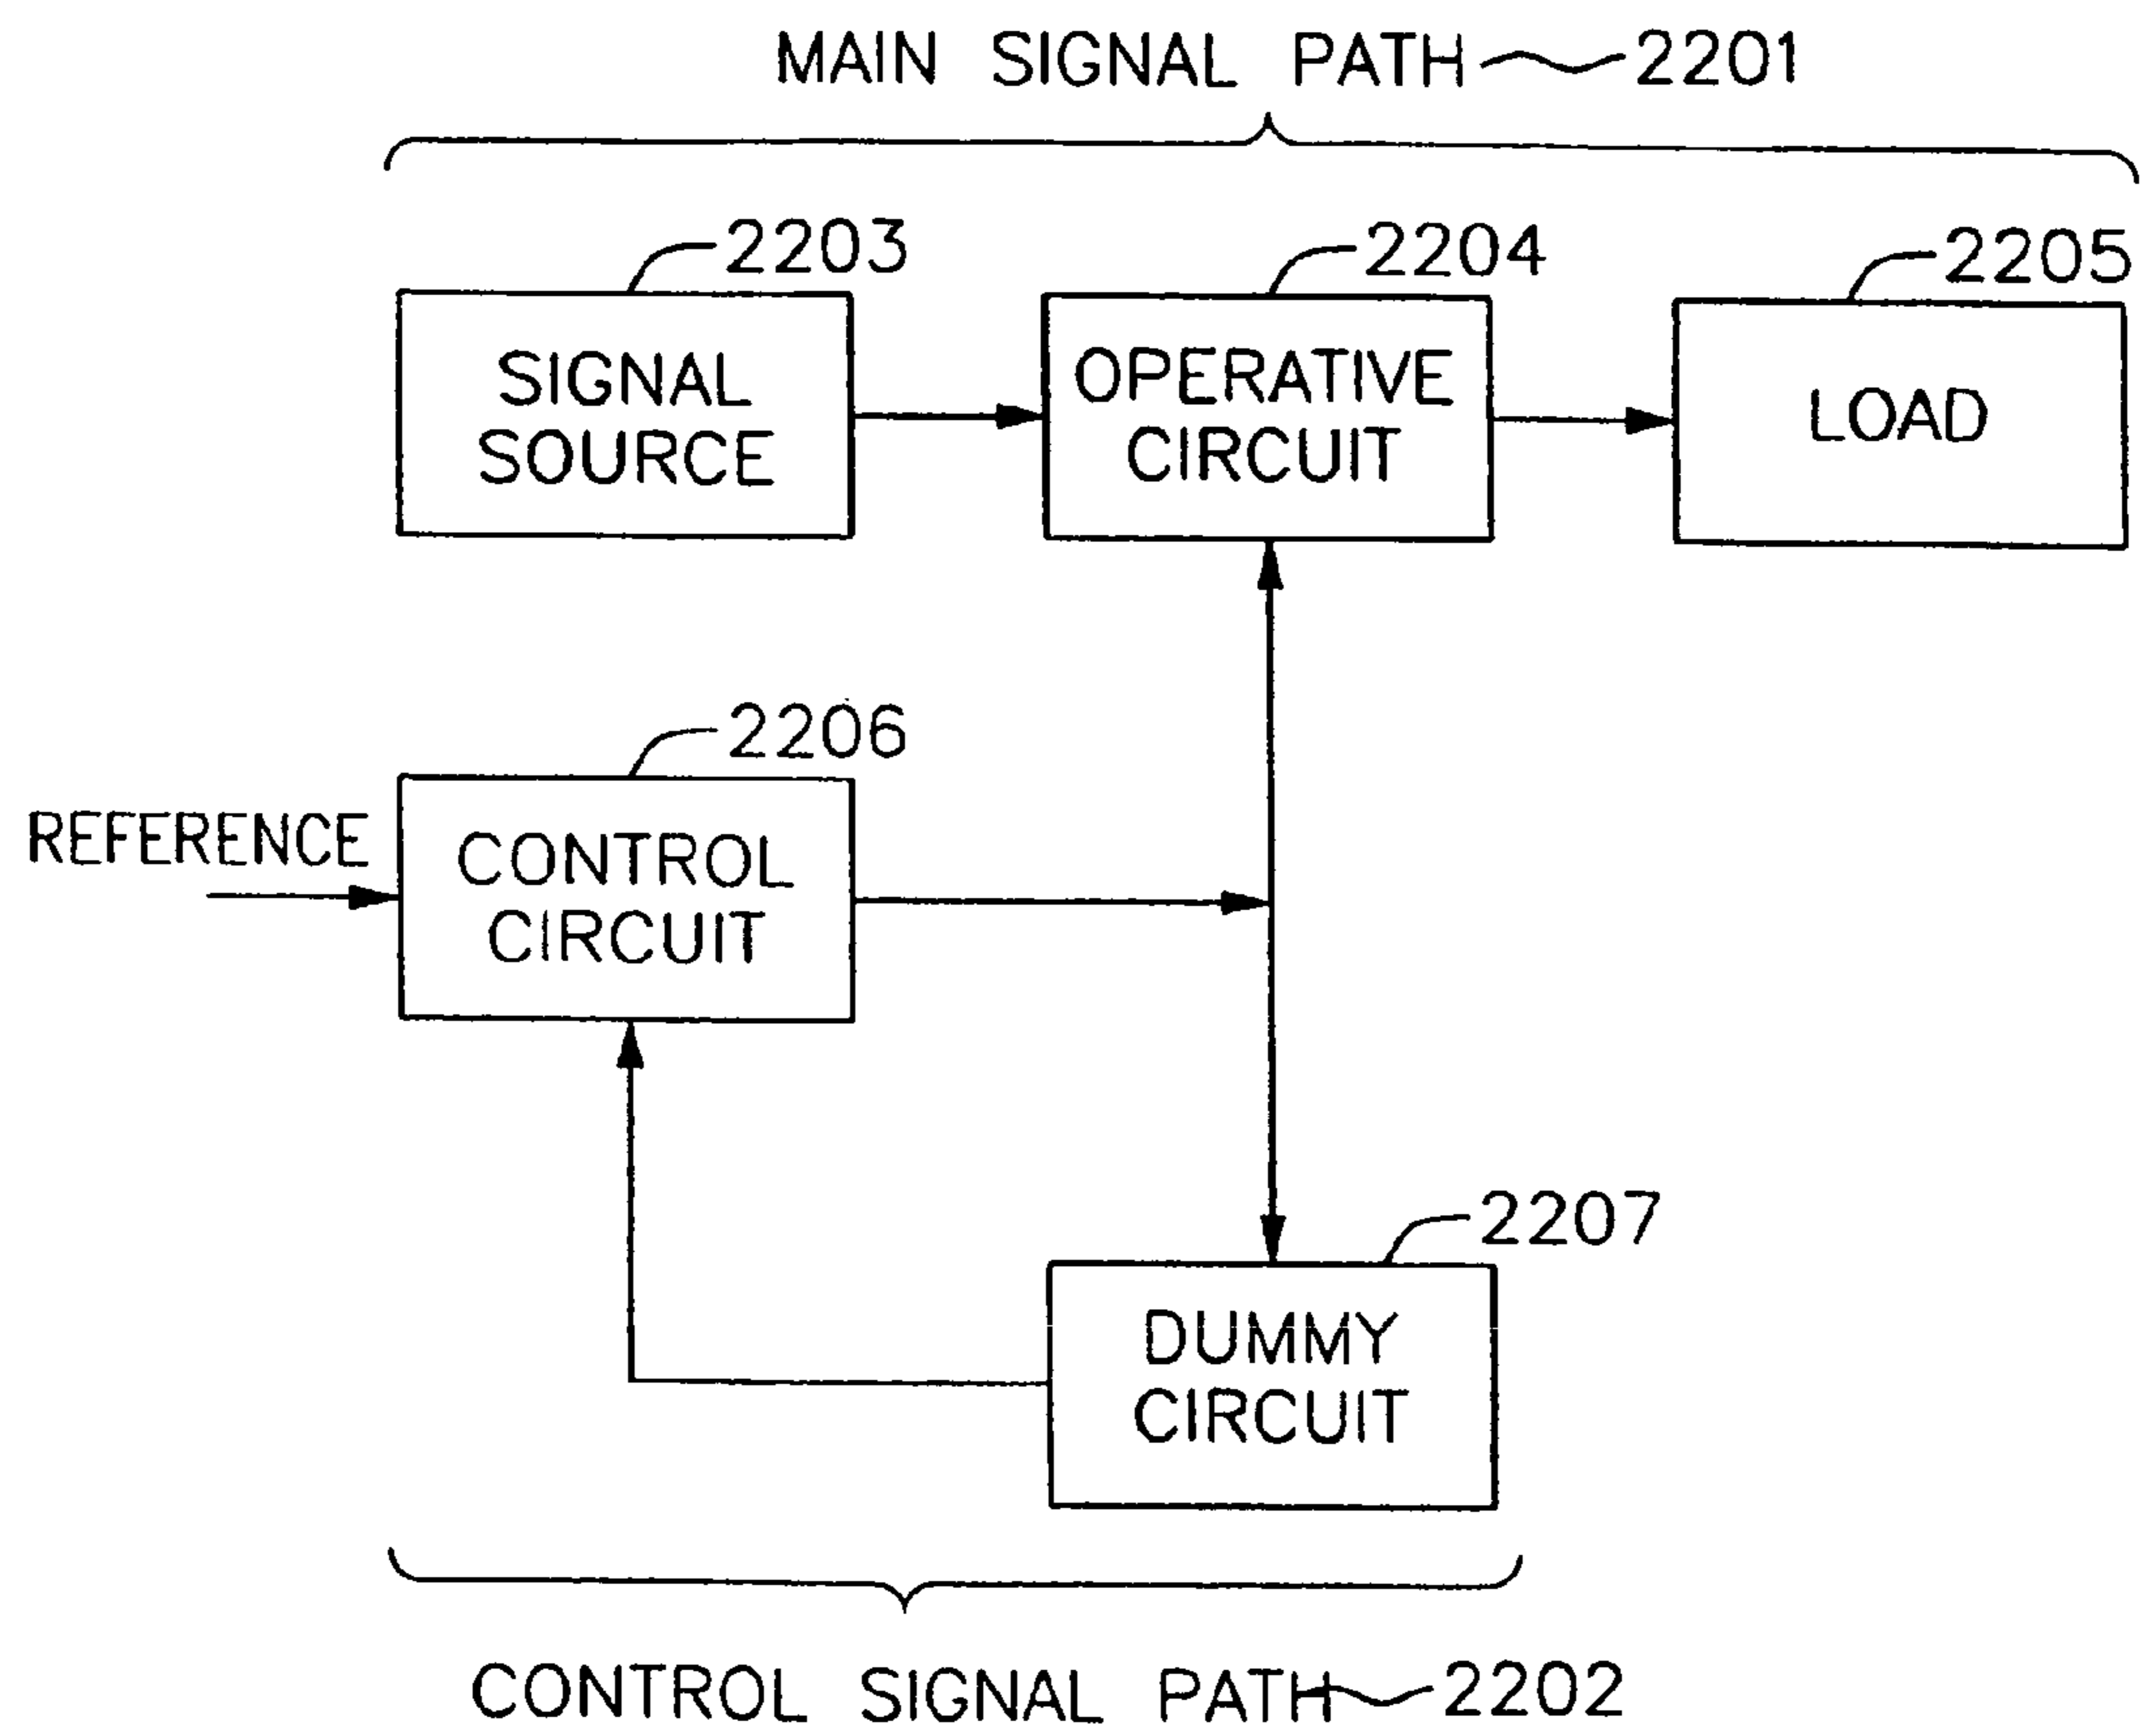 MAIN SIGNAL PATH 2201
2203
2204
2205
SIGNAL
SOURCE
OPERATIVE
CIRCUIT
LOAD
2206
REFERENCE
CONTROL
CIRCUIT
2207
DUMMY
CIRCUIT
CONTROL SIGNAL PATH 2202